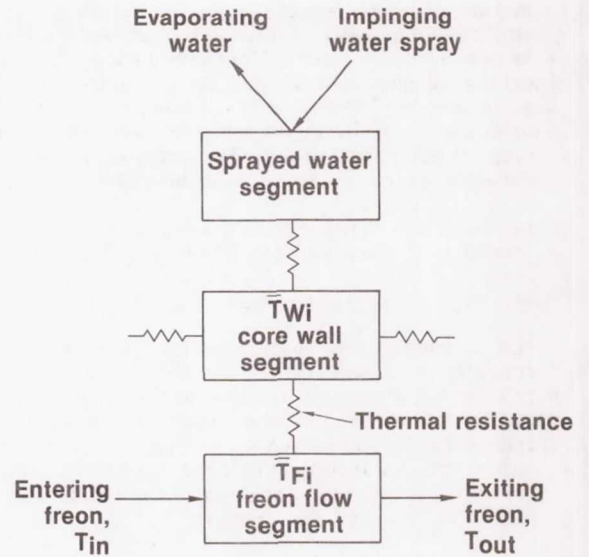 Evaporating water
Impinging water spray
Sprayed water segment
T̿Wi
core wall segment
Thermal resistance
T̿Fi
freon flow segment
Entering freon, Tin
Exiting freon, Tout